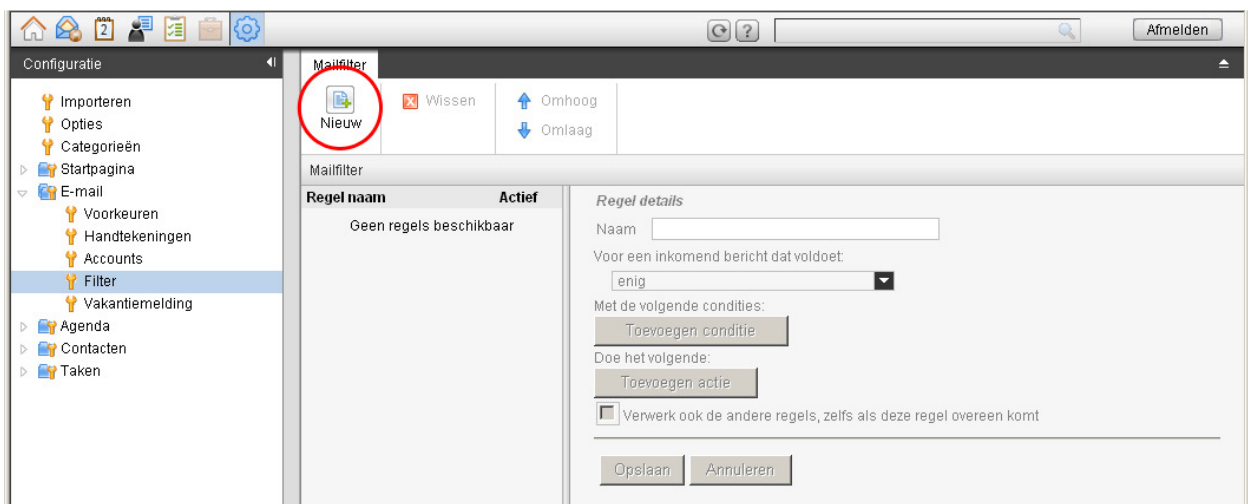 2
?
Afmelden
Configuratie
Mailfilter
Importeren
Opties
Categorieën
Startpagina
E-mail
Voorkeuren
Handtekeningen
Accounts
Filter
Vakantiemelding
Agenda
Contacten
Taken
Nieuw
Wissen
Omhoog
Omlaag
Mailfilter
Regel naam Actief
Geen regels beschikbaar
Regel details
Naam
Voor een inkomend bericht dat voldoet:
enig
Met de volgende condities:
Toevoegen conditie
Doe het volgende:
Toevoegen actie
Verwerk ook de andere regels, zelfs als deze regel overeen komt
Opslaan Annuleren